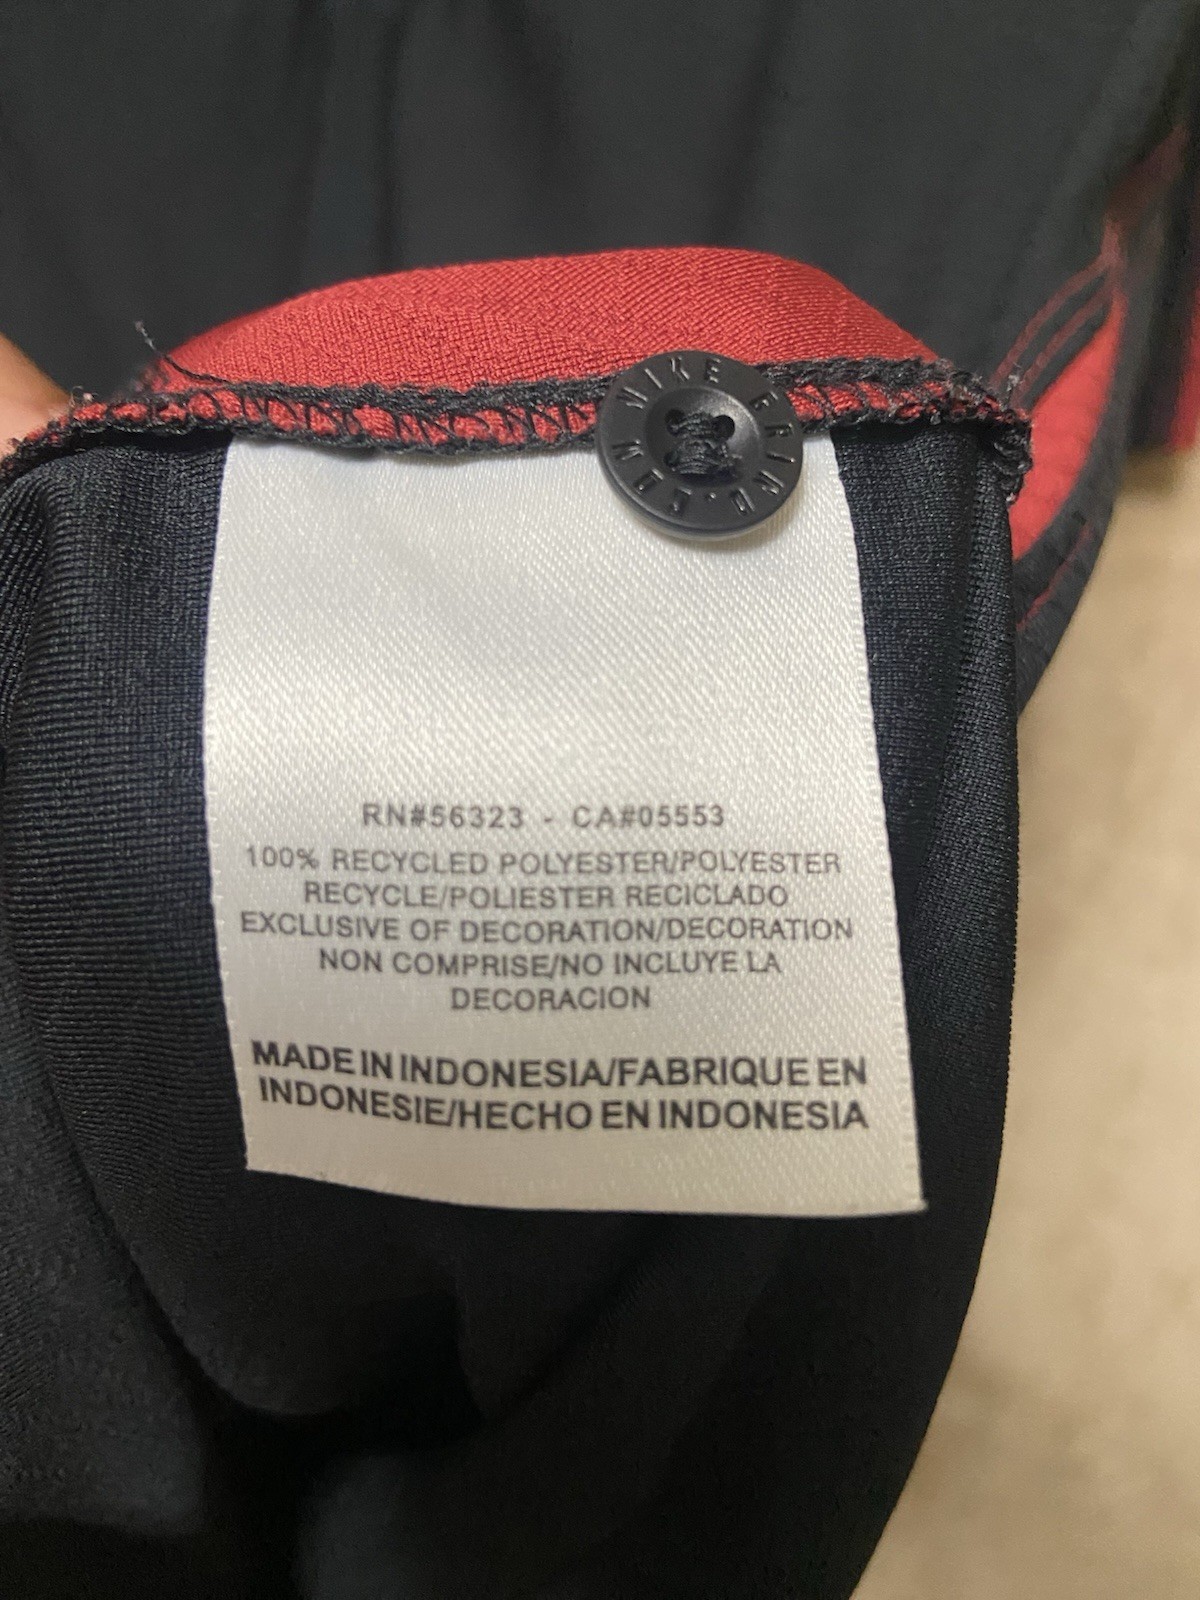 NIKE GRIND.COM
RN#56323 - CA#05553
100% RECYCLED POLYESTER/POLYESTER
RECYCLE/POLIESTER RECICLADO
EXCLUSIVE OF DECORATION/DECORATION
NON COMPRISE/NO INCLUYE LA
DECORACION
MADE IN INDONESIA/FABRIQUE EN
INDONESIE/HECHO EN INDONESIA